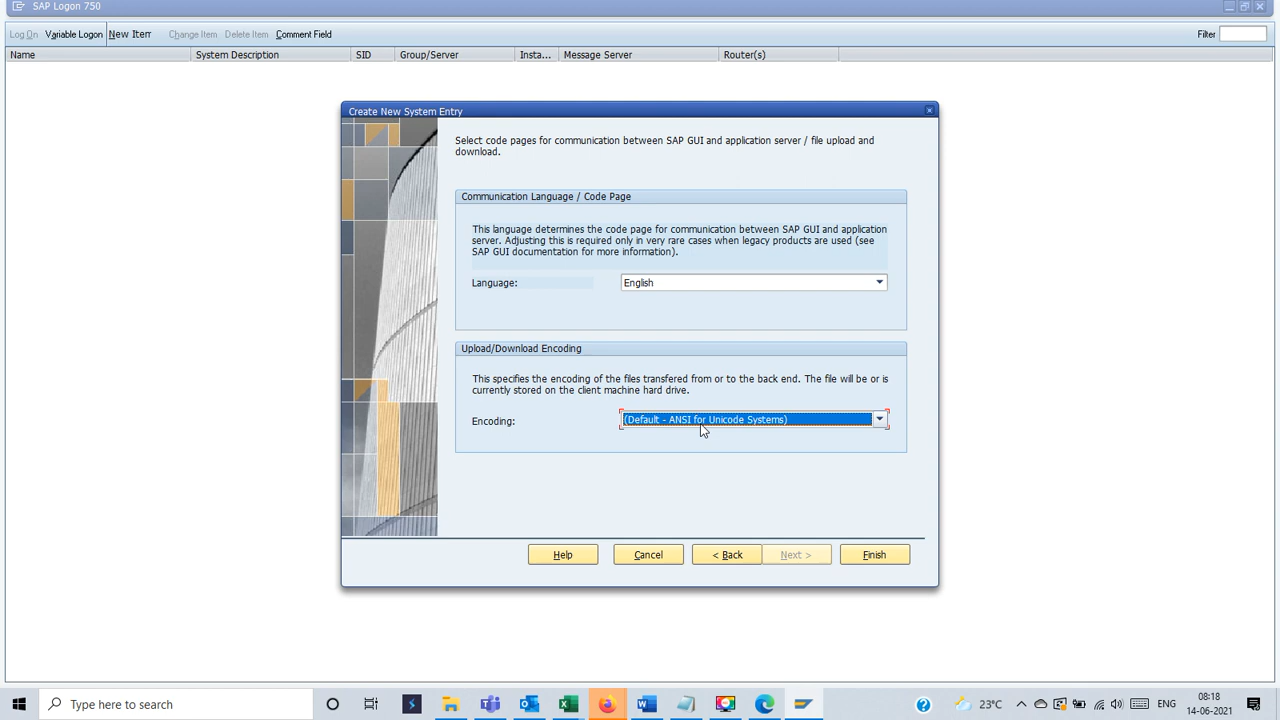 SAP Logon 750
Log On Variable Logon New Item Change Item Delete Item Comment Field Filter
Name System Description SID Group/Server Insta... Message Server Router(s)
Create New System Entry
Select code pages for communication between SAP GUI and application server / file upload and
download.
Communication Language / Code Page
This language determines the code page for communication between SAP GUI and application
server. Adjusting this is required only in very rare cases when legacy products are used (see
SAP GUI documentation for more information).
Language: English
Upload/Download Encoding
This specifies the encoding of the files transfered from or to the back end. The file will be or is
currently stored on the client machine hard drive.
Encoding: (Default - ANSI for Unicode Systems)
Help Cancel < Back Next > Finish
Type here to search 23°C ENG 08:18
14-06-2021